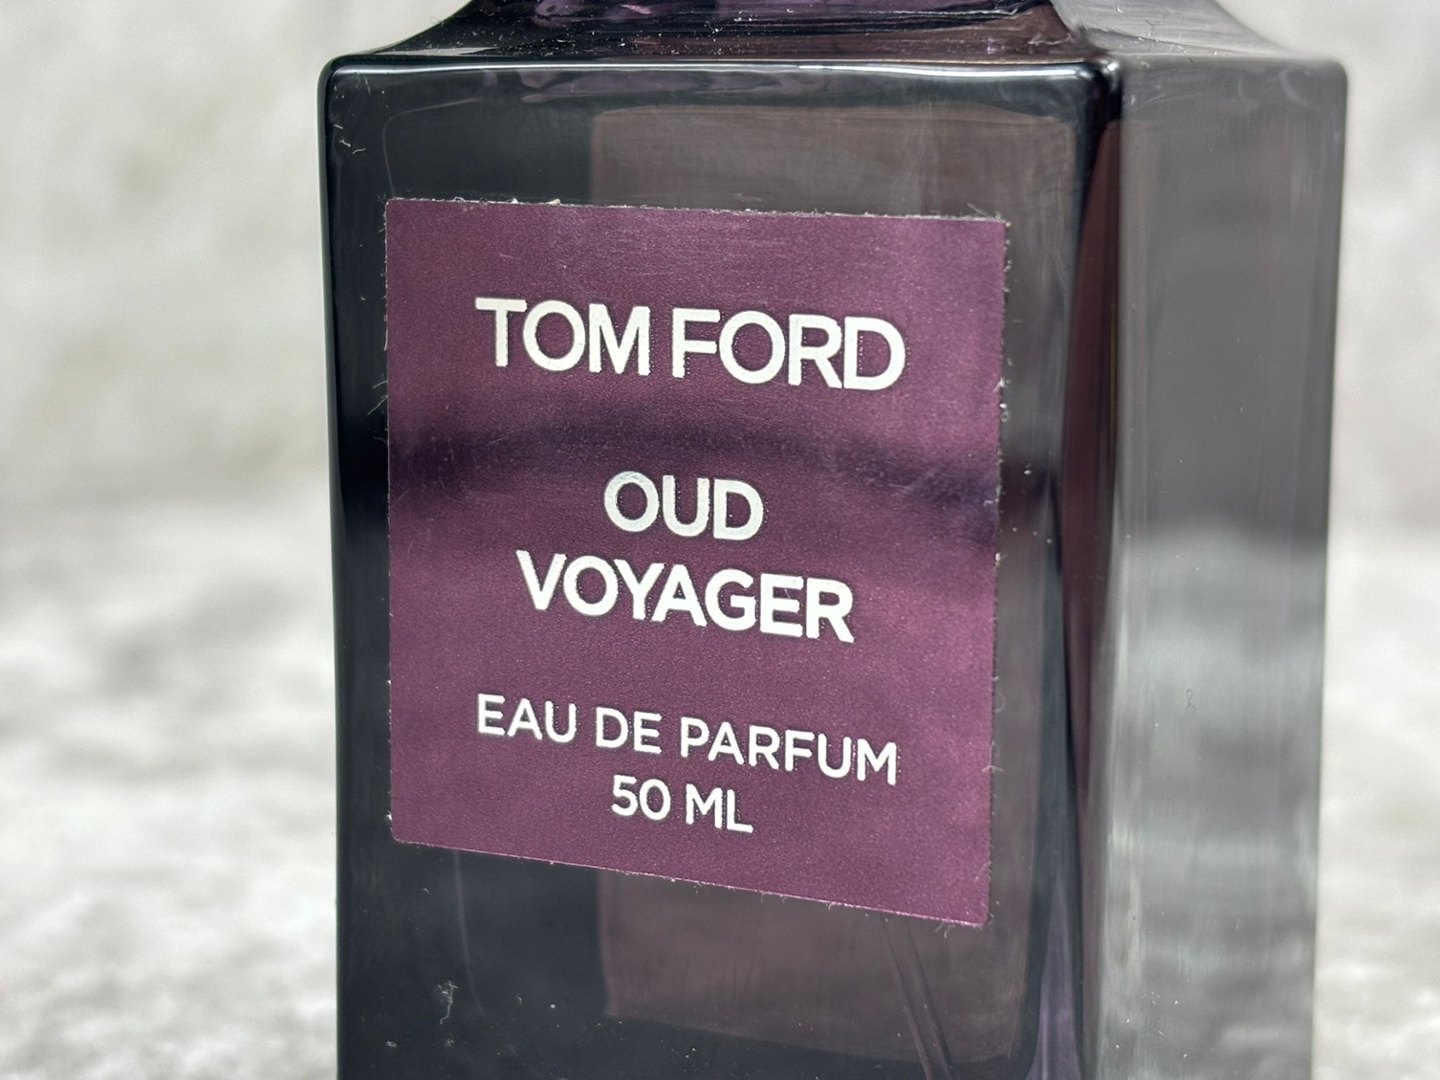 TOM FORD
OUD
VOYAGER
EAU DE PARFUM
50 ML